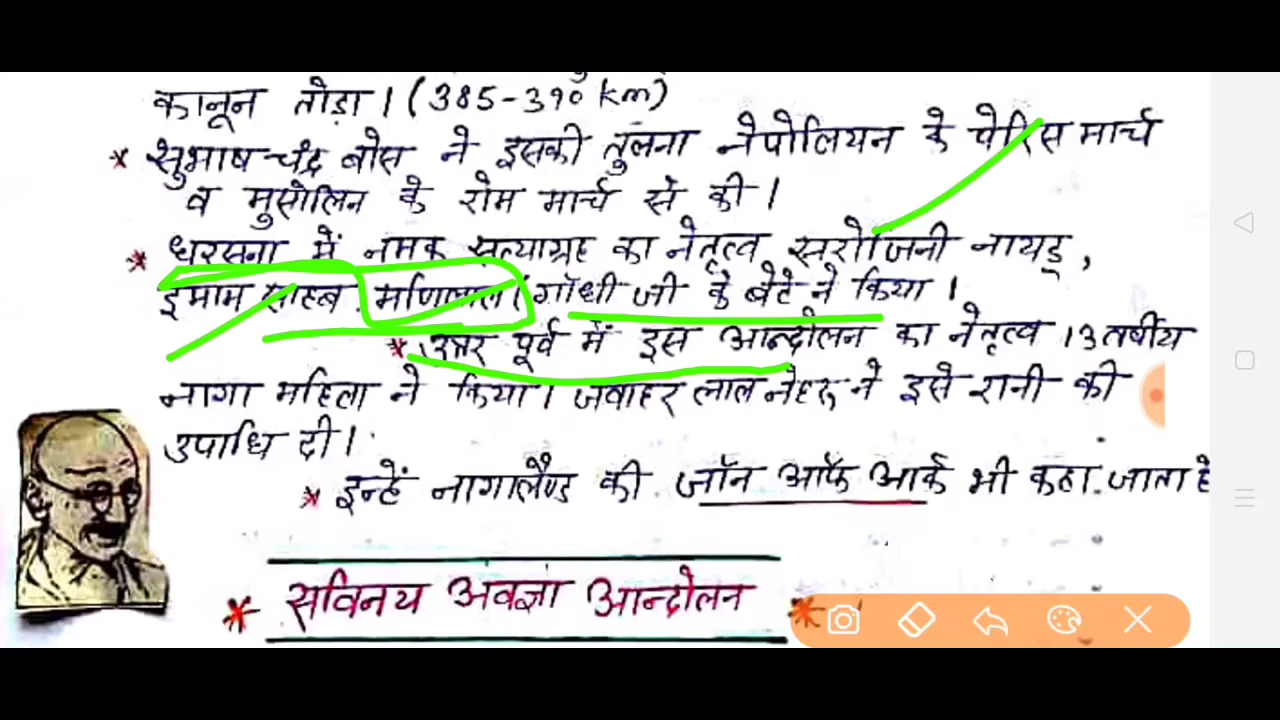 कानून तोड़ा। (385-390 km)
* सुभाष चंद्र बोस ने इसकी तुलना नेपोलियन के पेरिस मार्च
व मुसोलिन के रोम मार्च से की।
* धरसना में नमक सत्याग्रह का नेतृत्व सरोजिनी नायडू,
इमाम साहब, मणिलाल (गाँधी जी के बेटे ने किया।
* उत्तर पूर्व में इस आन्दोलन का नेतृत्व 13 वर्षीय
नागा महिला ने किया। जवाहर लाल नेहरू ने इसे रानी की
उपाधि दी।
* इन्हें नागालैण्ड की जॉन ऑफ आर्क भी कहा जाता है
* सविनय अवज्ञा आन्दोलन *